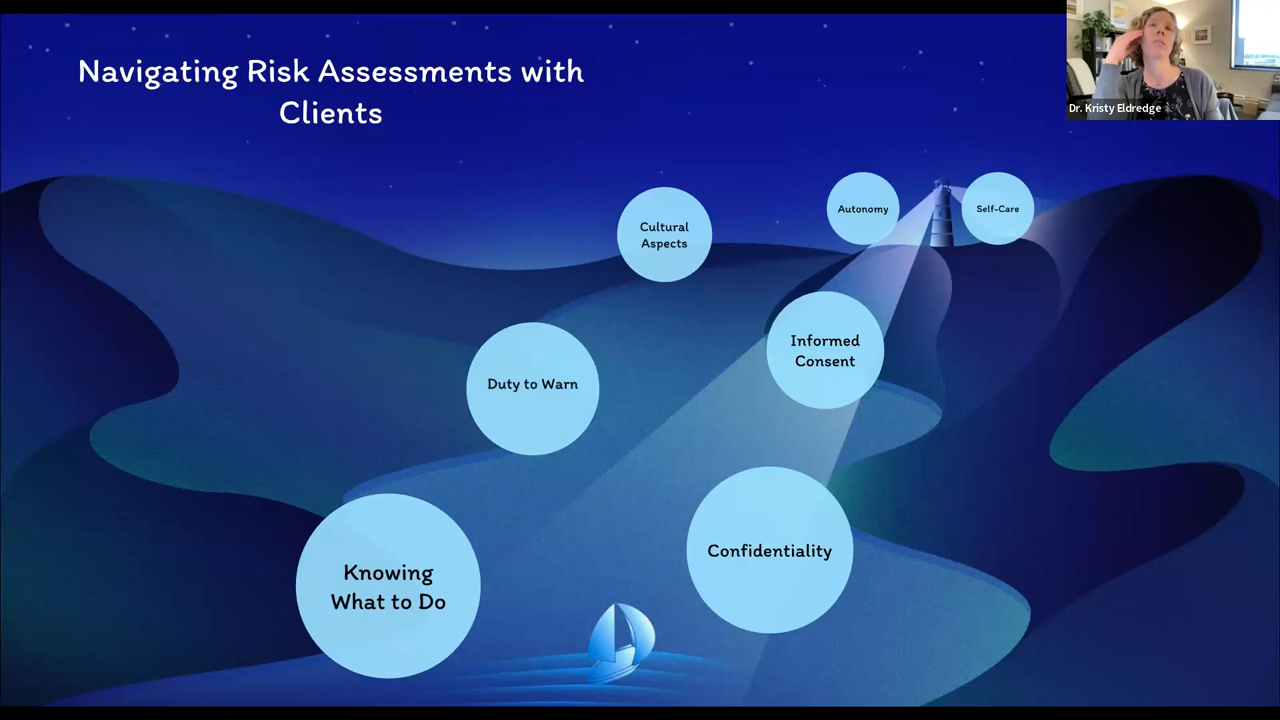 Navigating Risk Assessments with
Clients
Dr. Kristy Eldredge
Cultural
Aspects
Autonomy
Self-Care
Informed
Consent
Duty to Warn
Knowing
What to Do
Confidentiality